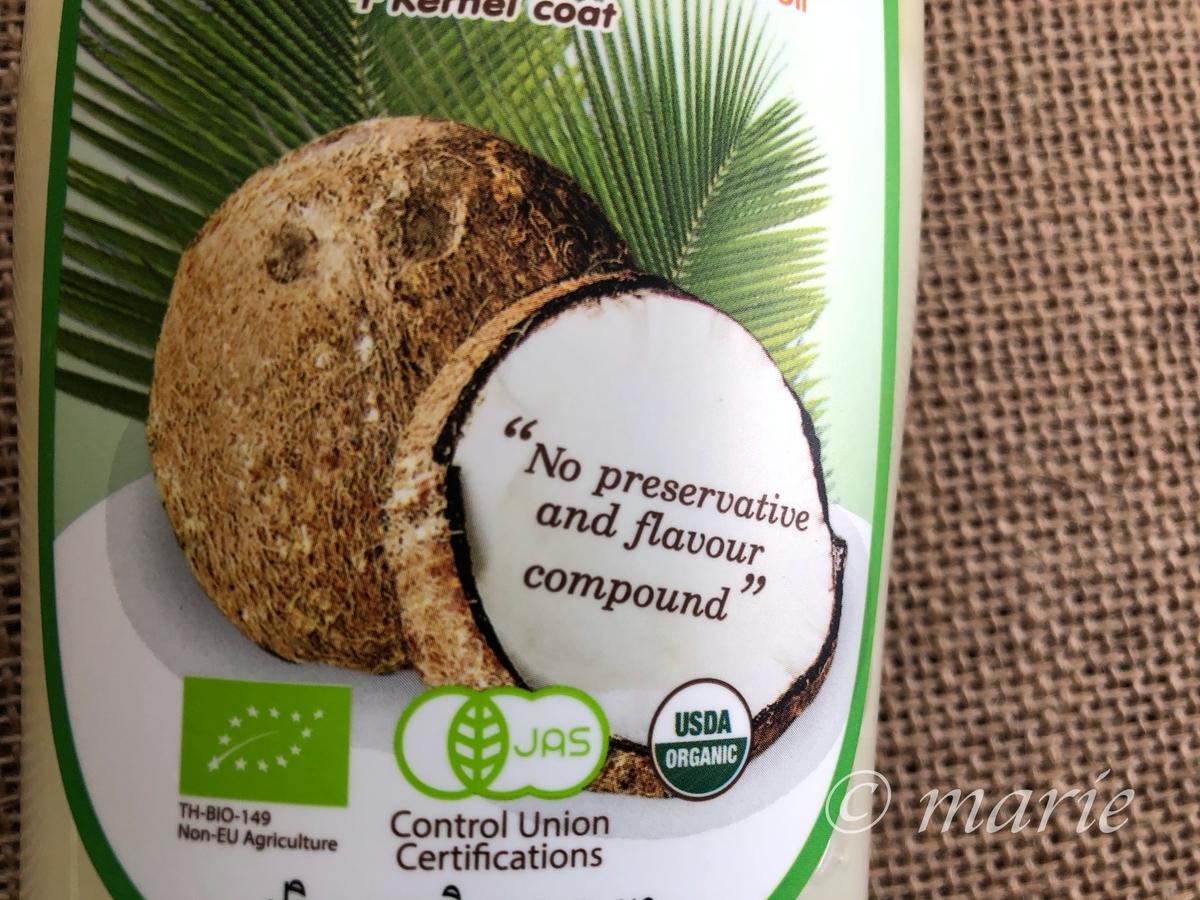 Kernel coat
“No preservative
and flavour
compound”
JAS
USDA
ORGANIC
TH-BIO-149
Non-EU Agriculture
Control Union
Certifications
© marie